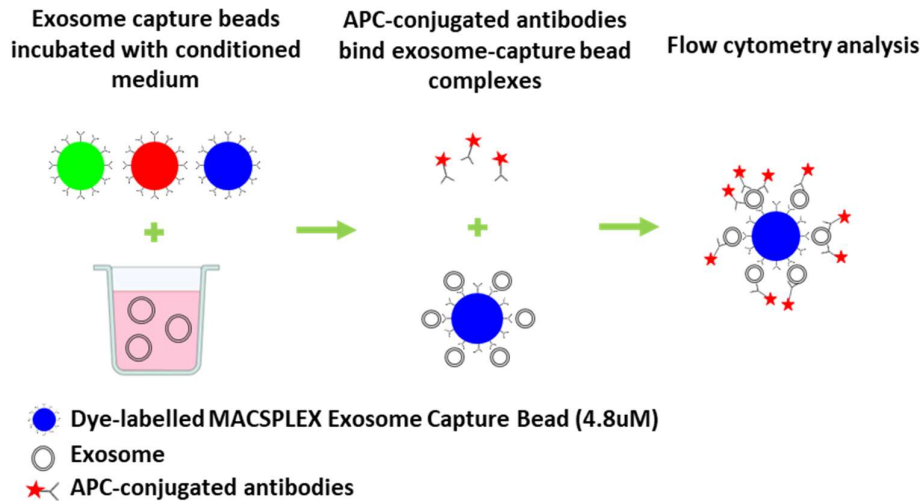 Exosome capture beads
incubated with conditioned
medium
APC-conjugated antibodies
bind exosome-capture bead
complexes
Flow cytometry analysis
Dye-labelled MACSPLEX Exosome Capture Bead (4.8uM)
Exosome
APC-conjugated antibodies